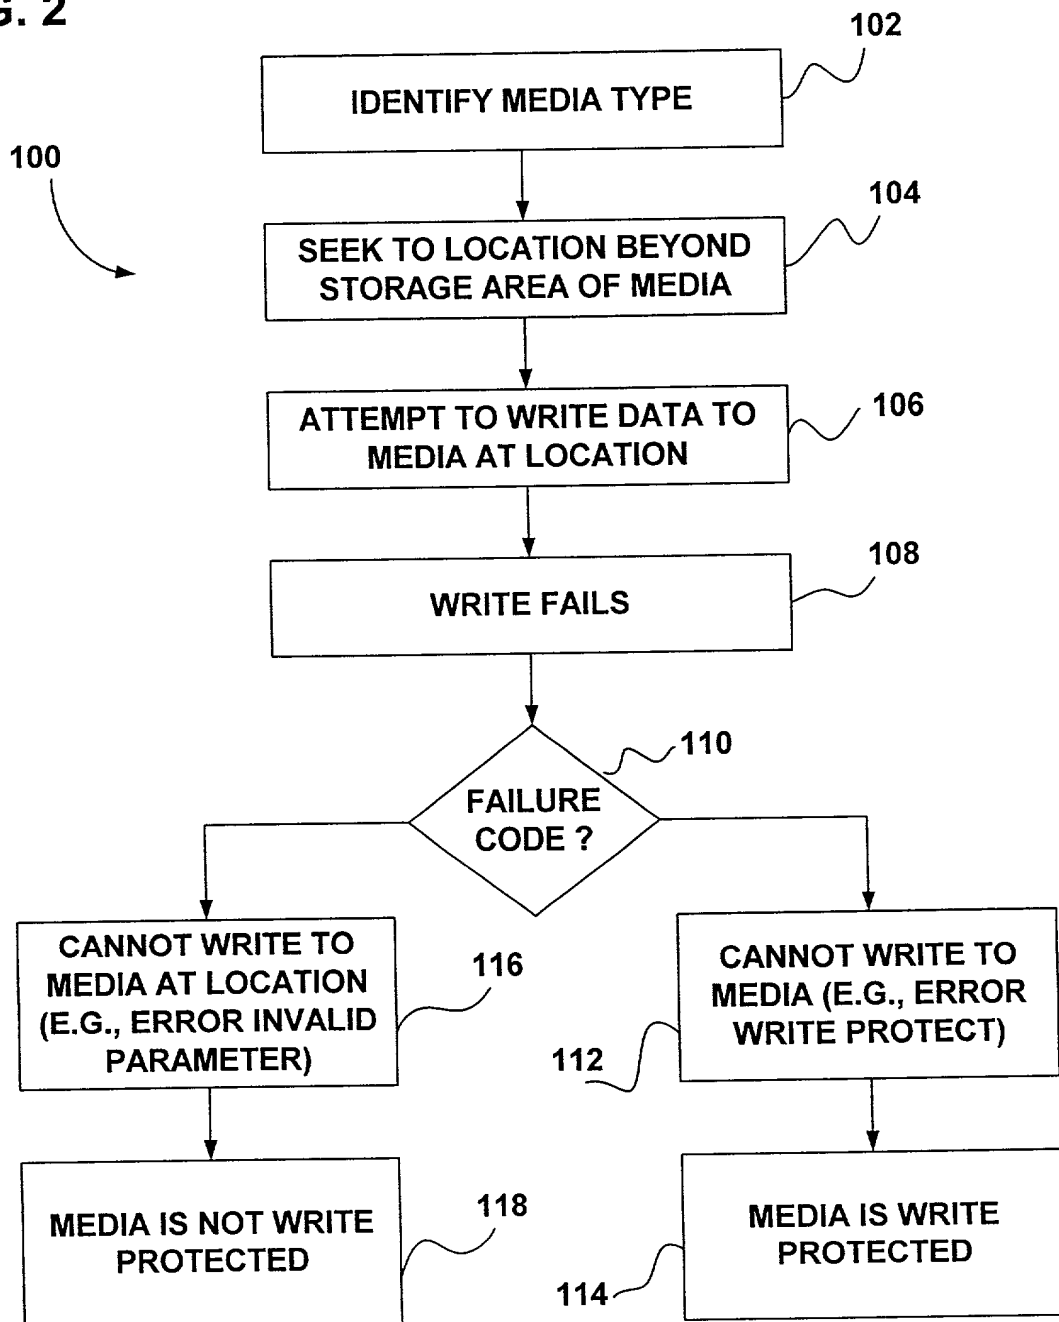 G. 2
102
IDENTIFY MEDIA TYPE
100
104
SEEK TO LOCATION BEYOND
STORAGE AREA OF MEDIA
106
ATTEMPT TO WRITE DATA TO
MEDIA AT LOCATION
108
WRITE FAILS
110
FAILURE
CODE ?
CANNOT WRITE TO
MEDIA AT LOCATION
(E.G., ERROR INVALID
PARAMETER)
116
CANNOT WRITE TO
MEDIA (E.G., ERROR
WRITE PROTECT)
112
MEDIA IS NOT WRITE
PROTECTED
118
MEDIA IS WRITE
PROTECTED
114